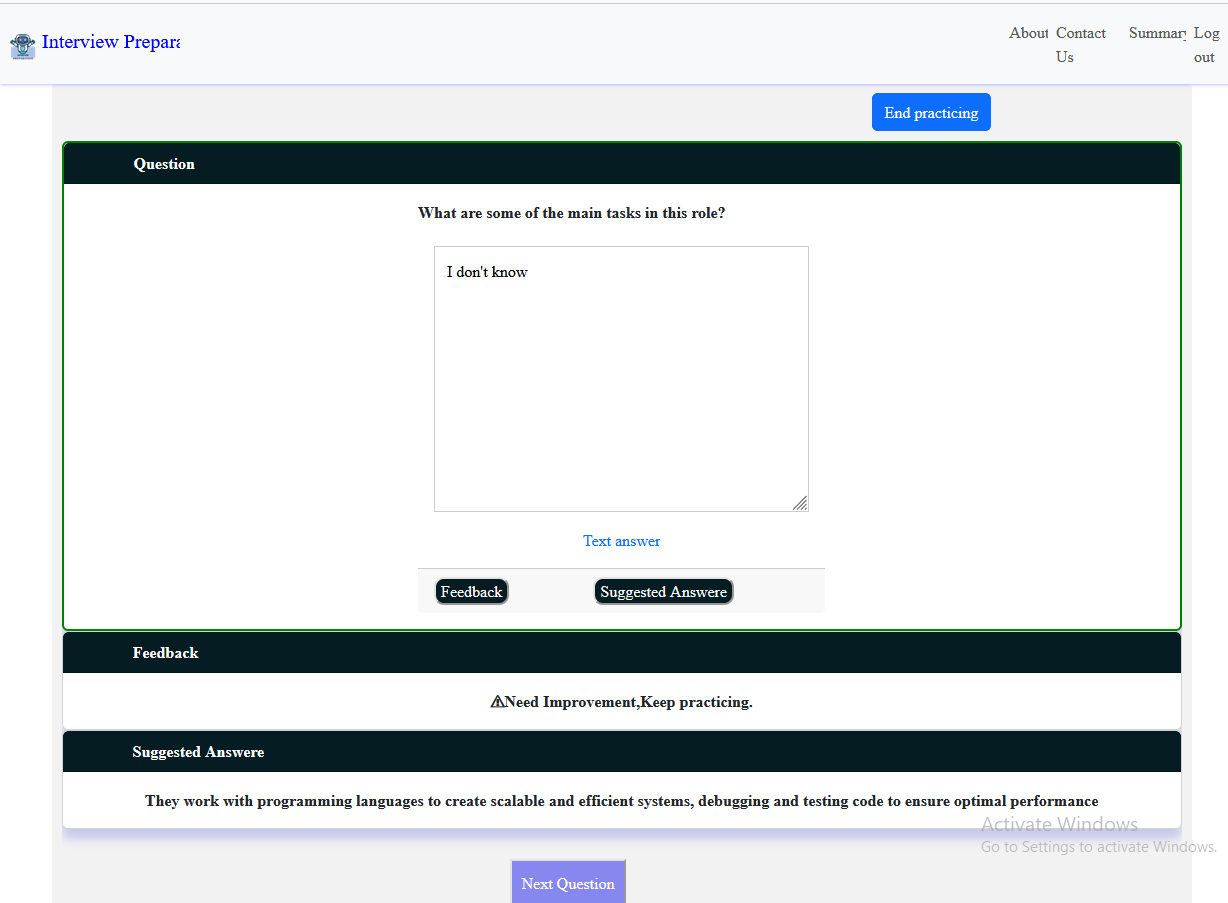 Interview Prepara
About Contact Us Summary Log out
End practicing
Question
What are some of the main tasks in this role?
I don't know
Text answer
Feedback Suggested Answere
Feedback
⚠Need Improvement,Keep practicing.
Suggested Answere
They work with programming languages to create scalable and efficient systems, debugging and testing code to ensure optimal performance
Activate Windows
Go to Settings to activate Windows.
Next Question